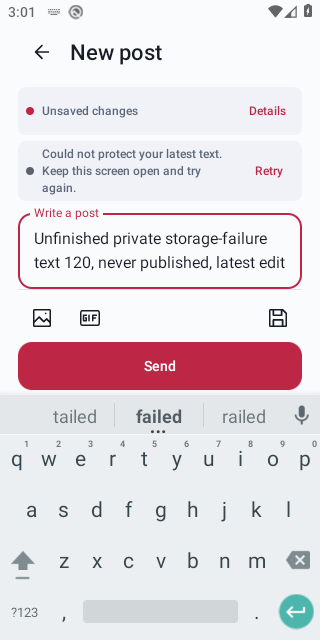 3:01
New post
Unsaved changes
Details
Could not protect your latest text.
Keep this screen open and try
again.
Retry
Write a post
Unfinished private storage-failure
text 120, never published, latest edit
GIF
Send
tailed failed railed
1 2 3 4 5 6 7 8 9 0
q w e r t y u i o p
a s d f g h j k l
z x c v b n m
?123 , .